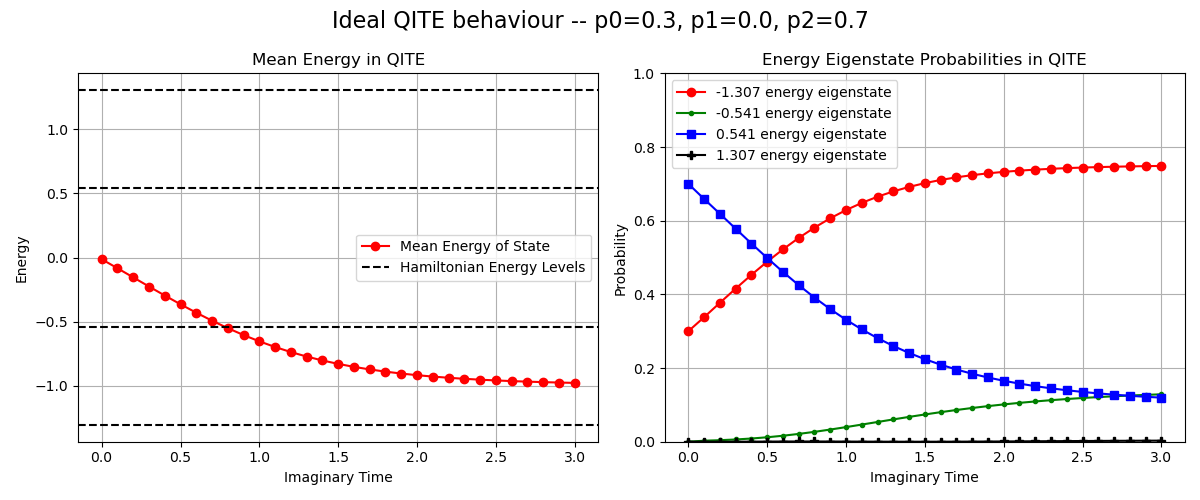 Ideal QITE behaviour -- p0=0.3, p1=0.0, p2=0.7
Mean Energy in QITE
Energy
1.0
0.5
0.0
−0.5
−1.0
Mean Energy of State
Hamiltonian Energy Levels
0.0 0.5 1.0 1.5 2.0 2.5 3.0
Imaginary Time
Energy Eigenstate Probabilities in QITE
Probability
1.0
0.8
0.6
0.4
0.2
0.0
-1.307 energy eigenstate
-0.541 energy eigenstate
0.541 energy eigenstate
1.307 energy eigenstate
0.0 0.5 1.0 1.5 2.0 2.5 3.0
Imaginary Time